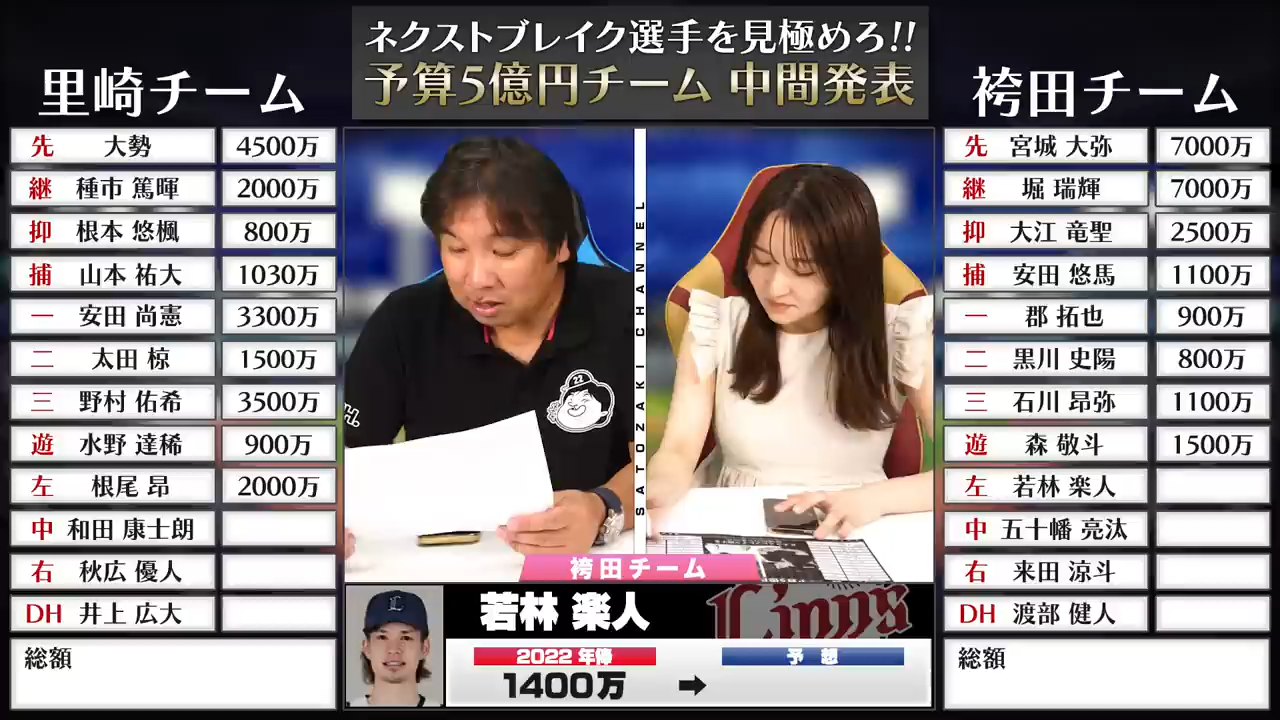 ネクストブレイク選手を見極めろ!!
予算5億円チーム 中間発表
里崎チーム
先 大勢 4500万
継 種市 篤暉 2000万
抑 根本 悠楓 800万
捕 山本 祐大 1030万
一 安田 尚憲 3300万
二 太田 椋 1500万
三 野村 佑希 3500万
遊 水野 達稀 900万
左 根尾 昂 2000万
中 和田 康士朗
右 秋広 優人
DH 井上 広大
総額
SATOZAKI CHANNEL
22
H.
袴田チーム
L
若林 楽人
Lions
2022 年俸
予 想
1400万 ➡
袴田チーム
先 宮城 大弥 7000万
継 堀 瑞輝 7000万
抑 大江 竜聖 2500万
捕 安田 悠馬 1100万
一 郡 拓也 900万
二 黒川 史陽 800万
三 石川 昂弥 1100万
遊 森 敬斗 1500万
左 若林 楽人
中 五十幡 亮汰
右 来田 涼斗
DH 渡部 健人
総額